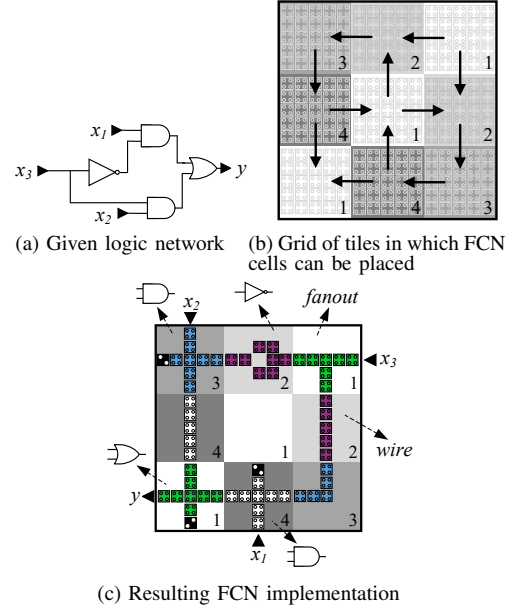 x1
x3
x2
y
(a) Given logic network
3
2
1
4
1
2
1
4
3
(b) Grid of tiles in which FCN
cells can be placed
x2
fanout
x3
3
2
1
4
1
2
wire
y
1
4
3
x1
(c) Resulting FCN implementation